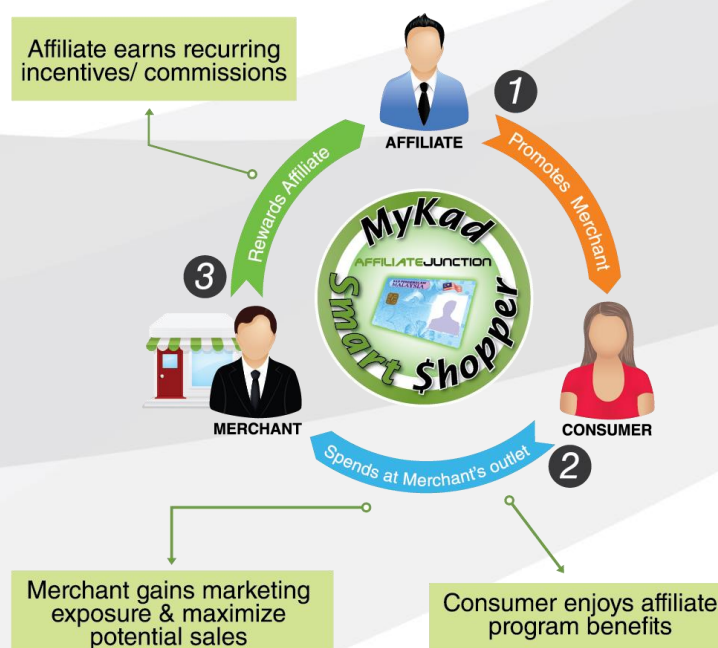 Affiliate earns recurring
incentives/ commissions
1
AFFILIATE
Promotes Merchant
Rewards Affiliate
MyKad
AFFILIATEJUNCTION
MALAYSIA
Smart $hopper
3
MERCHANT
CONSUMER
Spends at Merchant's outlet
2
Merchant gains marketing
exposure & maximize
potential sales
Consumer enjoys affiliate
program benefits